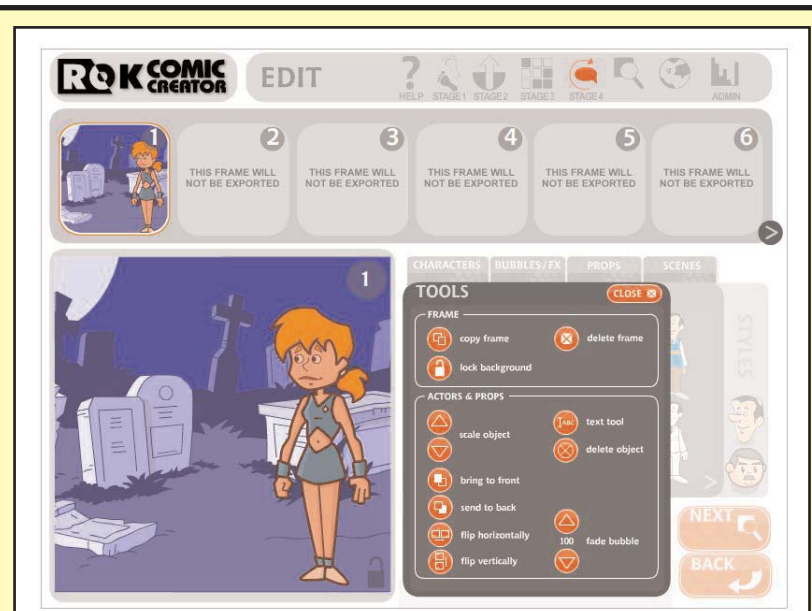 ROK COMIC CREATOR
EDIT
HELP STAGE1 STAGE2 STAGE3 STAGE4 ADMIN
1 2 3 4 5 6
THIS FRAME WILL NOT BE EXPORTED
THIS FRAME WILL NOT BE EXPORTED
THIS FRAME WILL NOT BE EXPORTED
THIS FRAME WILL NOT BE EXPORTED
THIS FRAME WILL NOT BE EXPORTED
>
1
CHARACTERS BUBBLES/FX PROPS SCENES
TOOLS
CLOSE
FRAME
copy frame
delete frame
lock background
ACTORS & PROPS
scale object
text tool
delete object
bring to front
send to back
flip horizontally
100 fade bubble
flip vertically
STYLES
>
NEXT
BACK